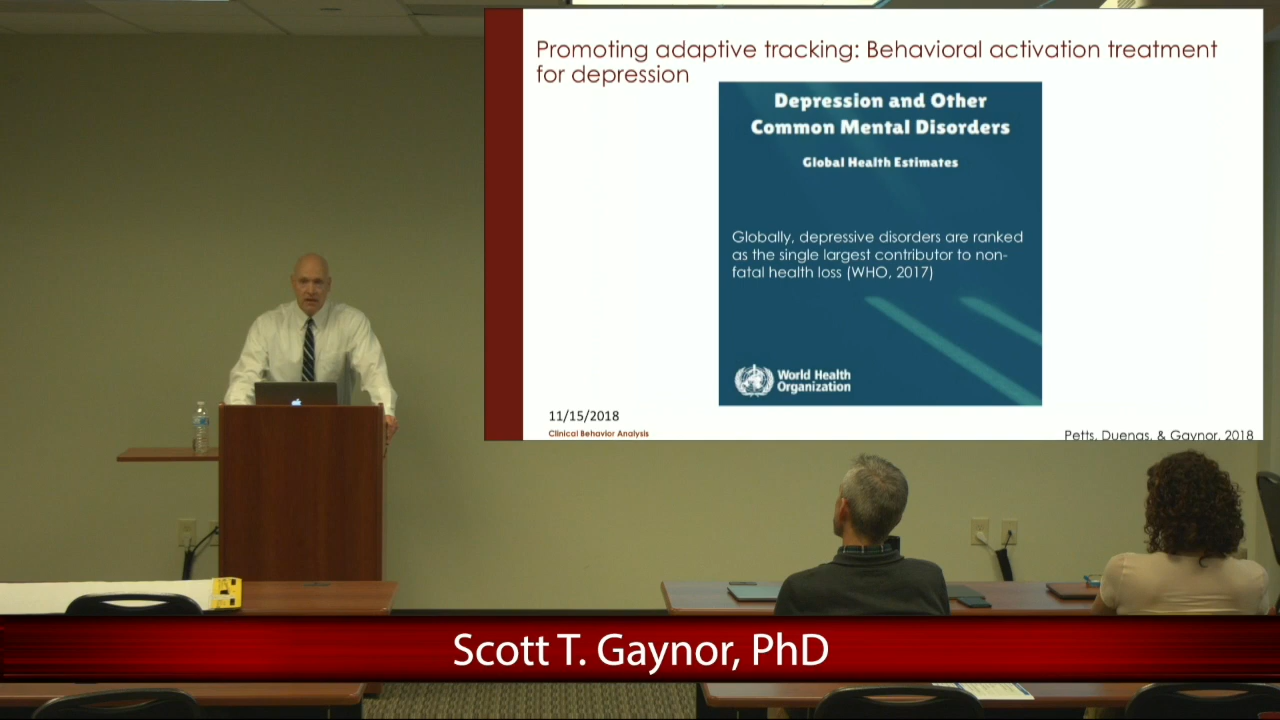 Promoting adaptive tracking: Behavioral activation treatment
for depression
Depression and Other
Common Mental Disorders
Global Health Estimates
Globally, depressive disorders are ranked
as the single largest contributor to non-
fatal health loss (WHO, 2017)
World Health
Organization
11/15/2018
Clinical Behavior Analysis
Petts, Duenas, & Gaynor, 2018
Scott T. Gaynor, PhD